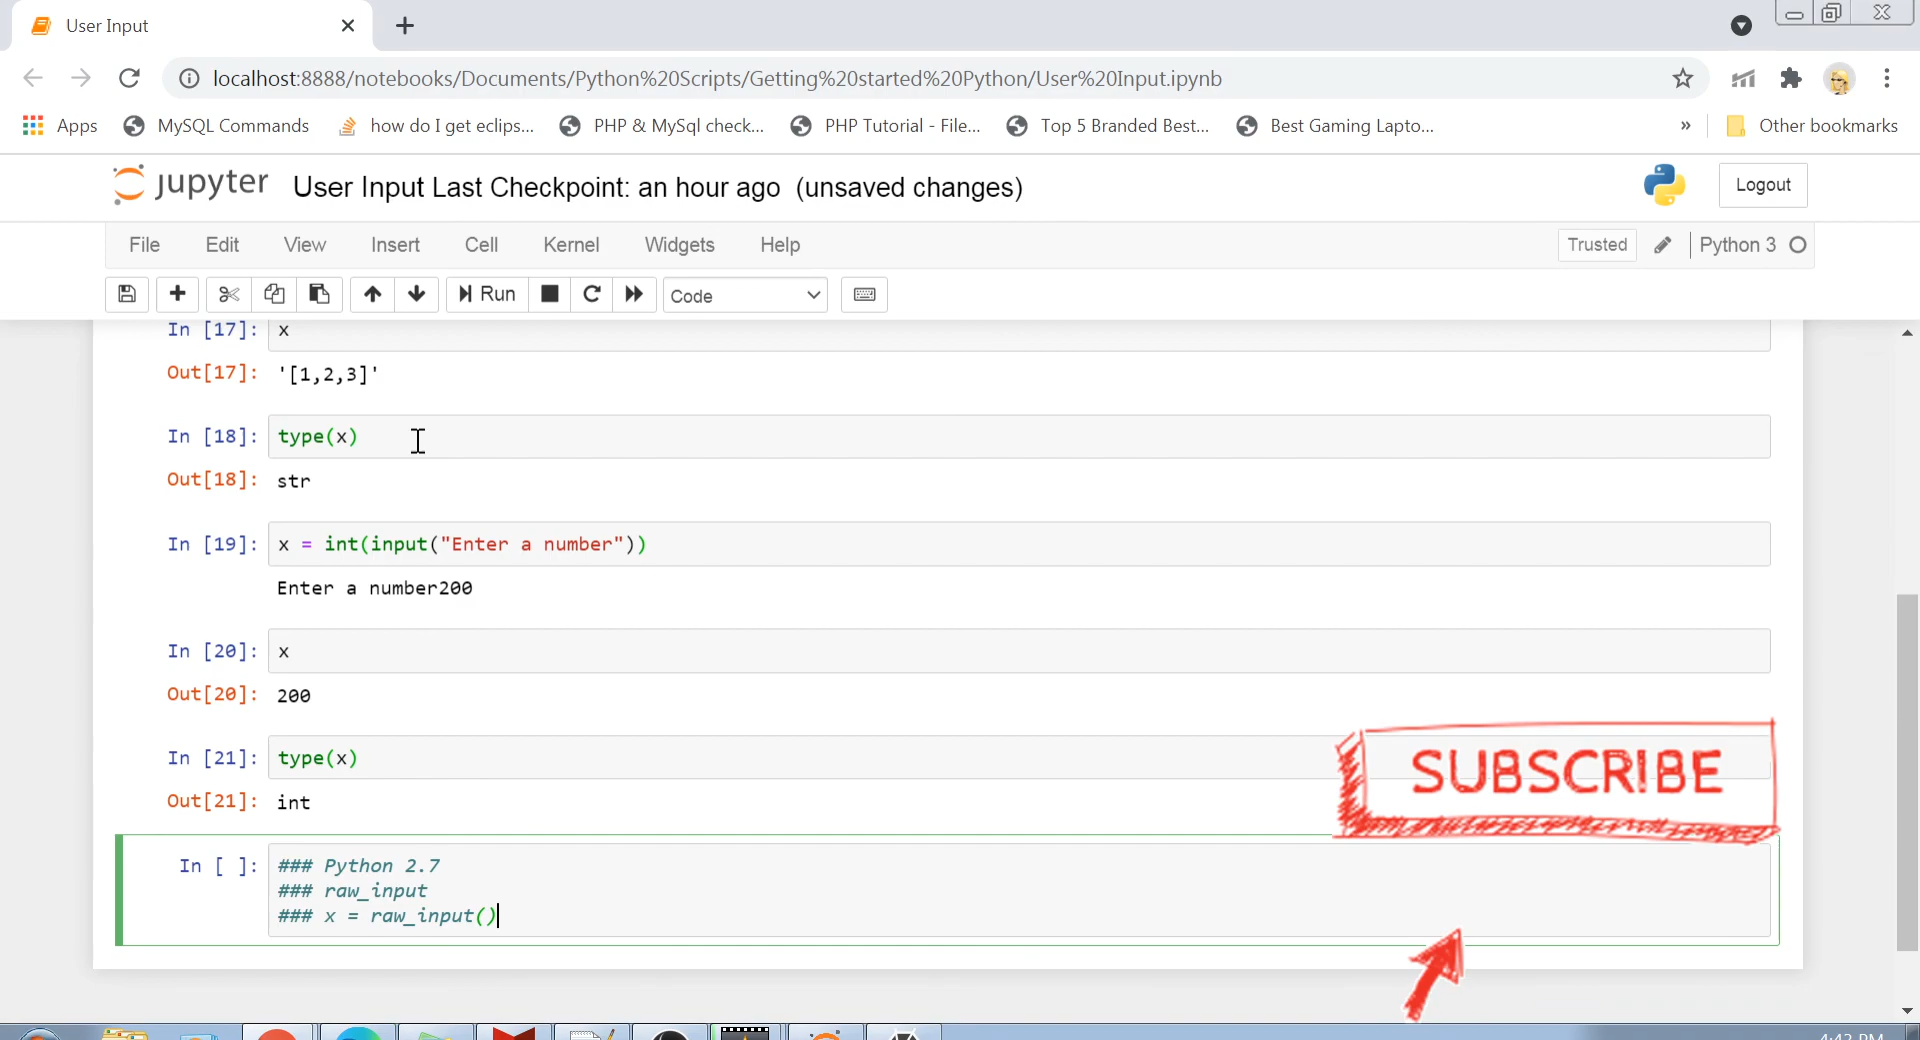 User Input
localhost:8888/notebooks/Documents/Python%20Scripts/Getting%20started%20Python/User%20Input.ipynb
Apps MySQL Commands how do I get eclips... PHP & MySql check... PHP Tutorial - File... Top 5 Branded Best... Best Gaming Lapto... » Other bookmarks
jupyter User Input Last Checkpoint: an hour ago (unsaved changes) Logout
File Edit View Insert Cell Kernel Widgets Help Trusted Python 3
Run Code
In [17]: x
Out[17]: '[1,2,3]'
In [18]: type(x)
Out[18]: str
In [19]: x = int(input("Enter a number"))
Enter a number200
In [20]: x
Out[20]: 200
In [21]: type(x)
Out[21]: int
SUBSCRIBE
In [ ]: ### Python 2.7
### raw_input
### x = raw_input()
4:42 PM